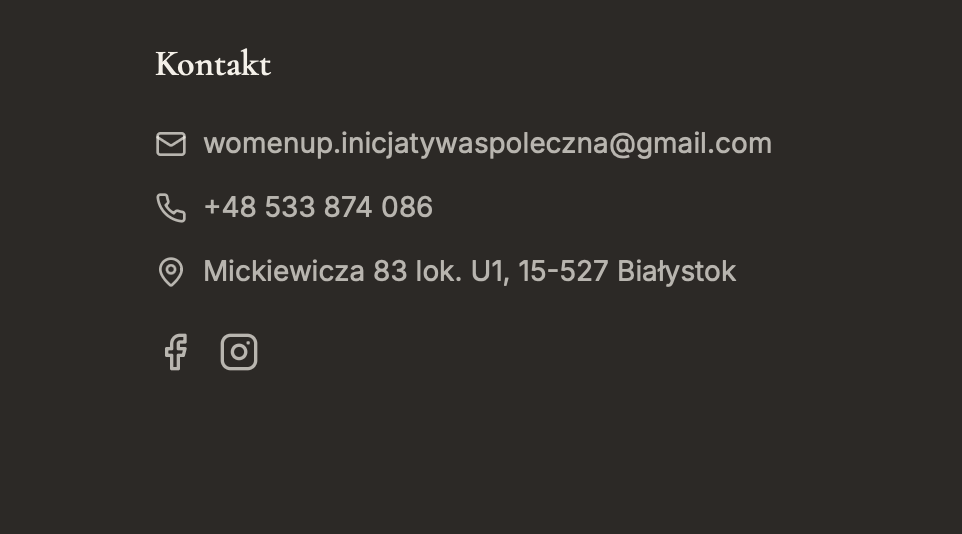 Kontakt
womenup.inicjatywaspoleczna@gmail.com
+48 533 874 086
Mickiewicza 83 lok. U1, 15-527 Białystok